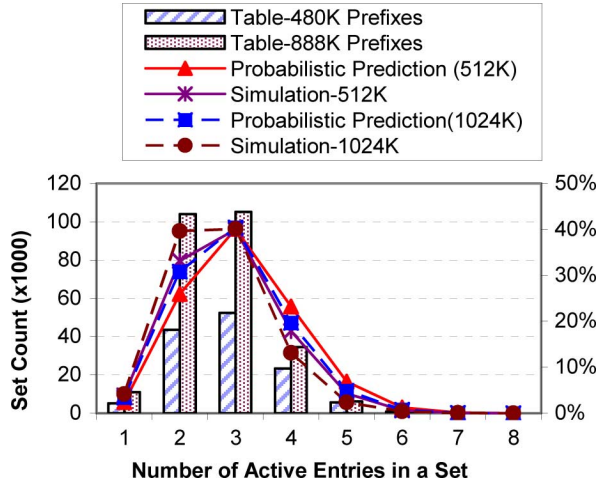 Table-480K Prefixes
Table-888K Prefixes
Probabilistic Prediction (512K)
Simulation-512K
Probabilistic Prediction(1024K)
Simulation-1024K
120
100
80
60
40
20
0
50%
40%
30%
20%
10%
0%
Set Count (x1000)
1 2 3 4 5 6 7 8
Number of Active Entries in a Set